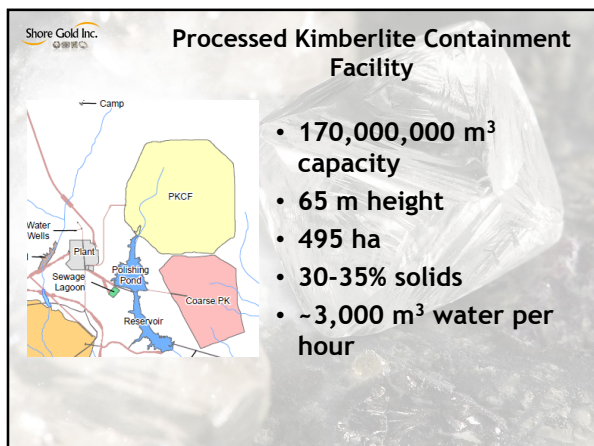 Shore Gold Inc.
Processed Kimberlite Containment
Facility
Camp
PKCF
Water
Wells
Plant
Polishing
Pond
Sewage
Lagoon
Coarse PK
Reservoir
• 170,000,000 m³
capacity
• 65 m height
• 495 ha
• 30-35% solids
• ~3,000 m³ water per
hour